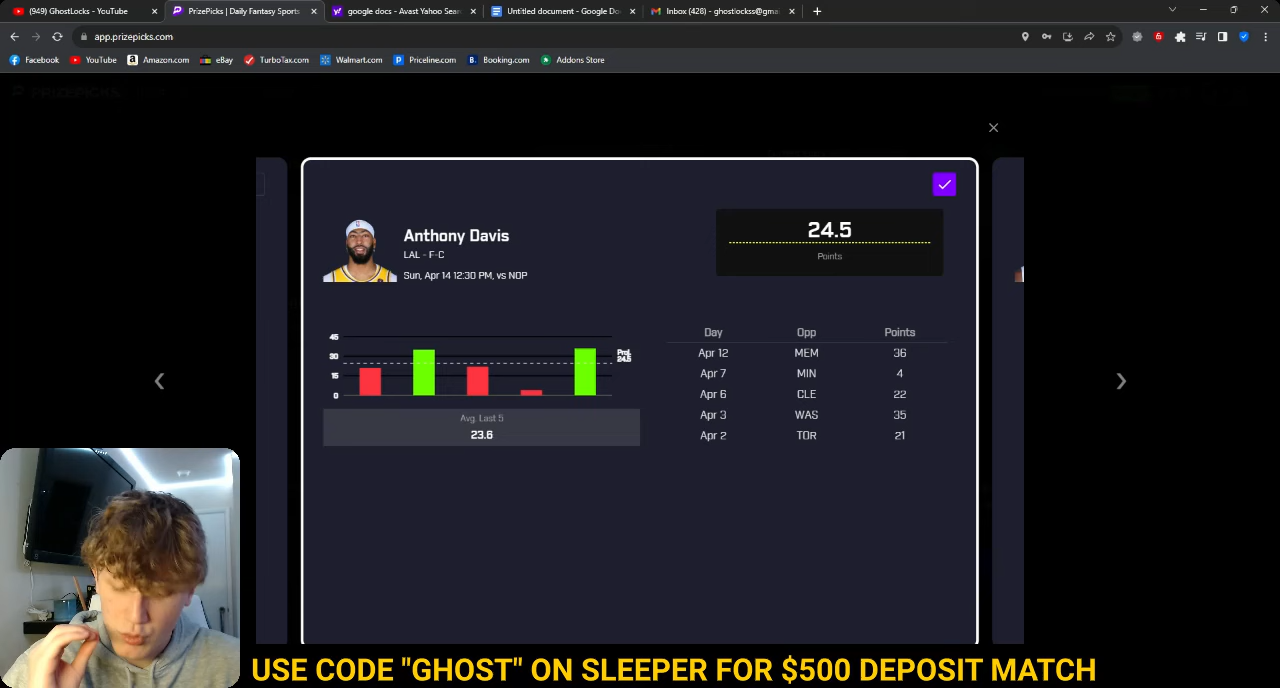 (949) GhostLocks - YouTube
PrizePicks | Daily Fantasy Sports
google docs - Avast Yahoo Sear
Untitled document - Google Do
Inbox (428) - ghostlockss@gma
app.prizepicks.com
Facebook
YouTube
Amazon.com
eBay
TurboTax.com
Walmart.com
Priceline.com
Booking.com
Addons Store
PRIZEPICKS
Anthony Davis
LAL - F-C
Sun, Apr 14 12:30 PM, vs NOP
24.5
Points
45
30
15
0
Proj.
24.5
Avg. Last 5
23.6
Day Opp Points
Apr 12 MEM 36
Apr 7 MIN 4
Apr 6 CLE 22
Apr 3 WAS 35
Apr 2 TOR 21
USE CODE "GHOST" ON SLEEPER FOR $500 DEPOSIT MATCH